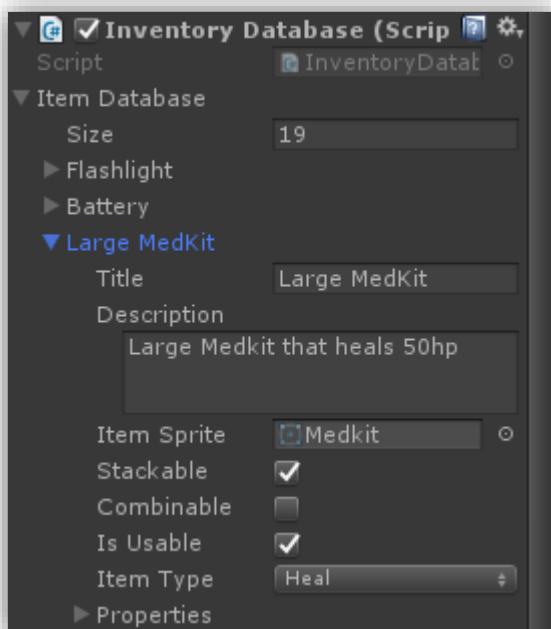 Inventory Database (Scrip
Script InventoryDatab
Item Database
Size 19
Flashlight
Battery
Large MedKit
Title Large MedKit
Description
Large Medkit that heals 50hp
Item Sprite Medkit
Stackable
Combinable
Is Usable
Item Type Heal
Properties